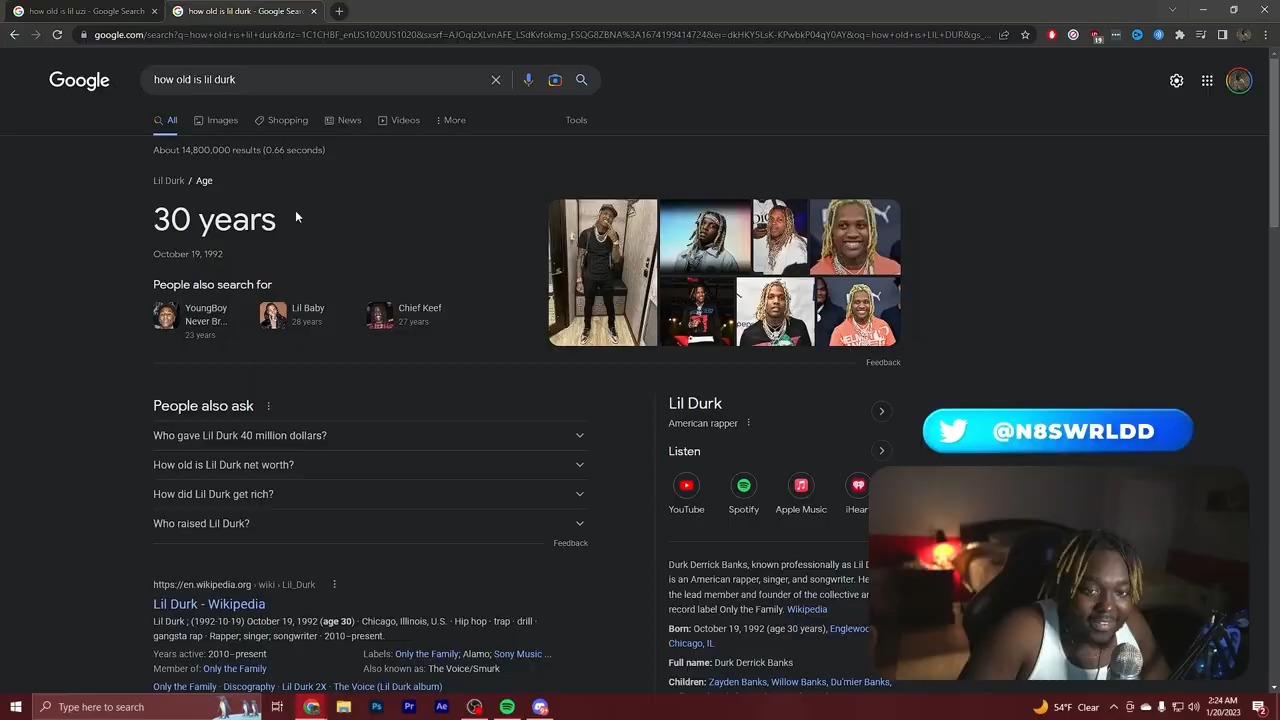 how old is lil uzi - Google Search
how old is lil durk - Google Search
google.com/search?q=how+old+is+lil+durk&rlz=1C1CHBF_enUS1020US1020&sxsrf=
Google
how old is lil durk
All
Images
Shopping
News
Videos
More
Tools
About 14,800,000 results (0.66 seconds)
Lil Durk / Age
30 years
October 19, 1992
People also search for
YoungBoy
Never Br...
23 years
Lil Baby
28 years
Chief Keef
27 years
Feedback
People also ask
Who gave Lil Durk 40 million dollars?
How old is Lil Durk net worth?
How did Lil Durk get rich?
Who raised Lil Durk?
Feedback
https://en.wikipedia.org › wiki › Lil_Durk
Lil Durk - Wikipedia
Lil Durk ; (1992-10-19) October 19, 1992 (age 30) · Chicago, Illinois, U.S. · Hip hop · trap · drill ·
gangsta rap · Rapper; singer; songwriter · 2010–present.
Years active: 2010–present
Labels: Only the Family; Alamo; Sony Music ...
Member of: Only the Family
Also known as: The Voice/Smurk
Only the Family · Discography · Lil Durk 2X · The Voice (Lil Durk album)
Lil Durk
American rapper
Listen
YouTube
Spotify
Apple Music
iHear
Durk Derrick Banks, known professionally as Lil D
is an American rapper, singer, and songwriter. He
the lead member and founder of the collective ar
record label Only the Family. Wikipedia
Born: October 19, 1992 (age 30 years), Englewoo
Chicago, IL
Full name: Durk Derrick Banks
Children: Zayden Banks, Willow Banks, Du'mier Banks,
@N8SWRLDD
Type here to search
54°F Clear
2:24 AM
1/20/2023